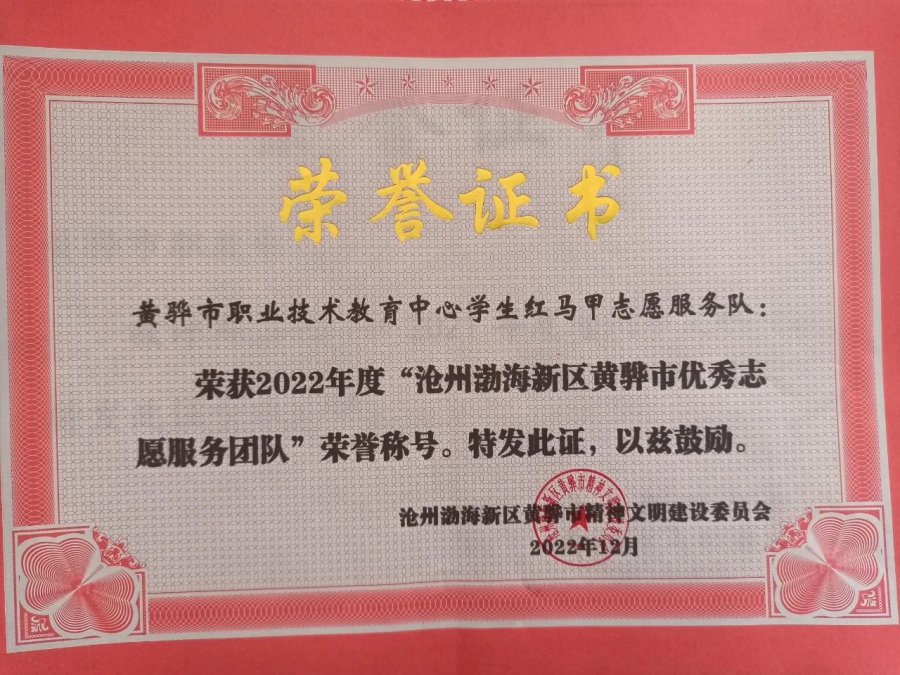 荣誉证书
黄骅市职业技术教育中心学生红马甲志愿服务队：
荣获2022年度“沧州渤海新区黄骅市优秀志
愿服务团队”荣誉称号。特发此证，以兹鼓励。
沧州渤海新区黄骅市精神文明建设委员会
2022年12月